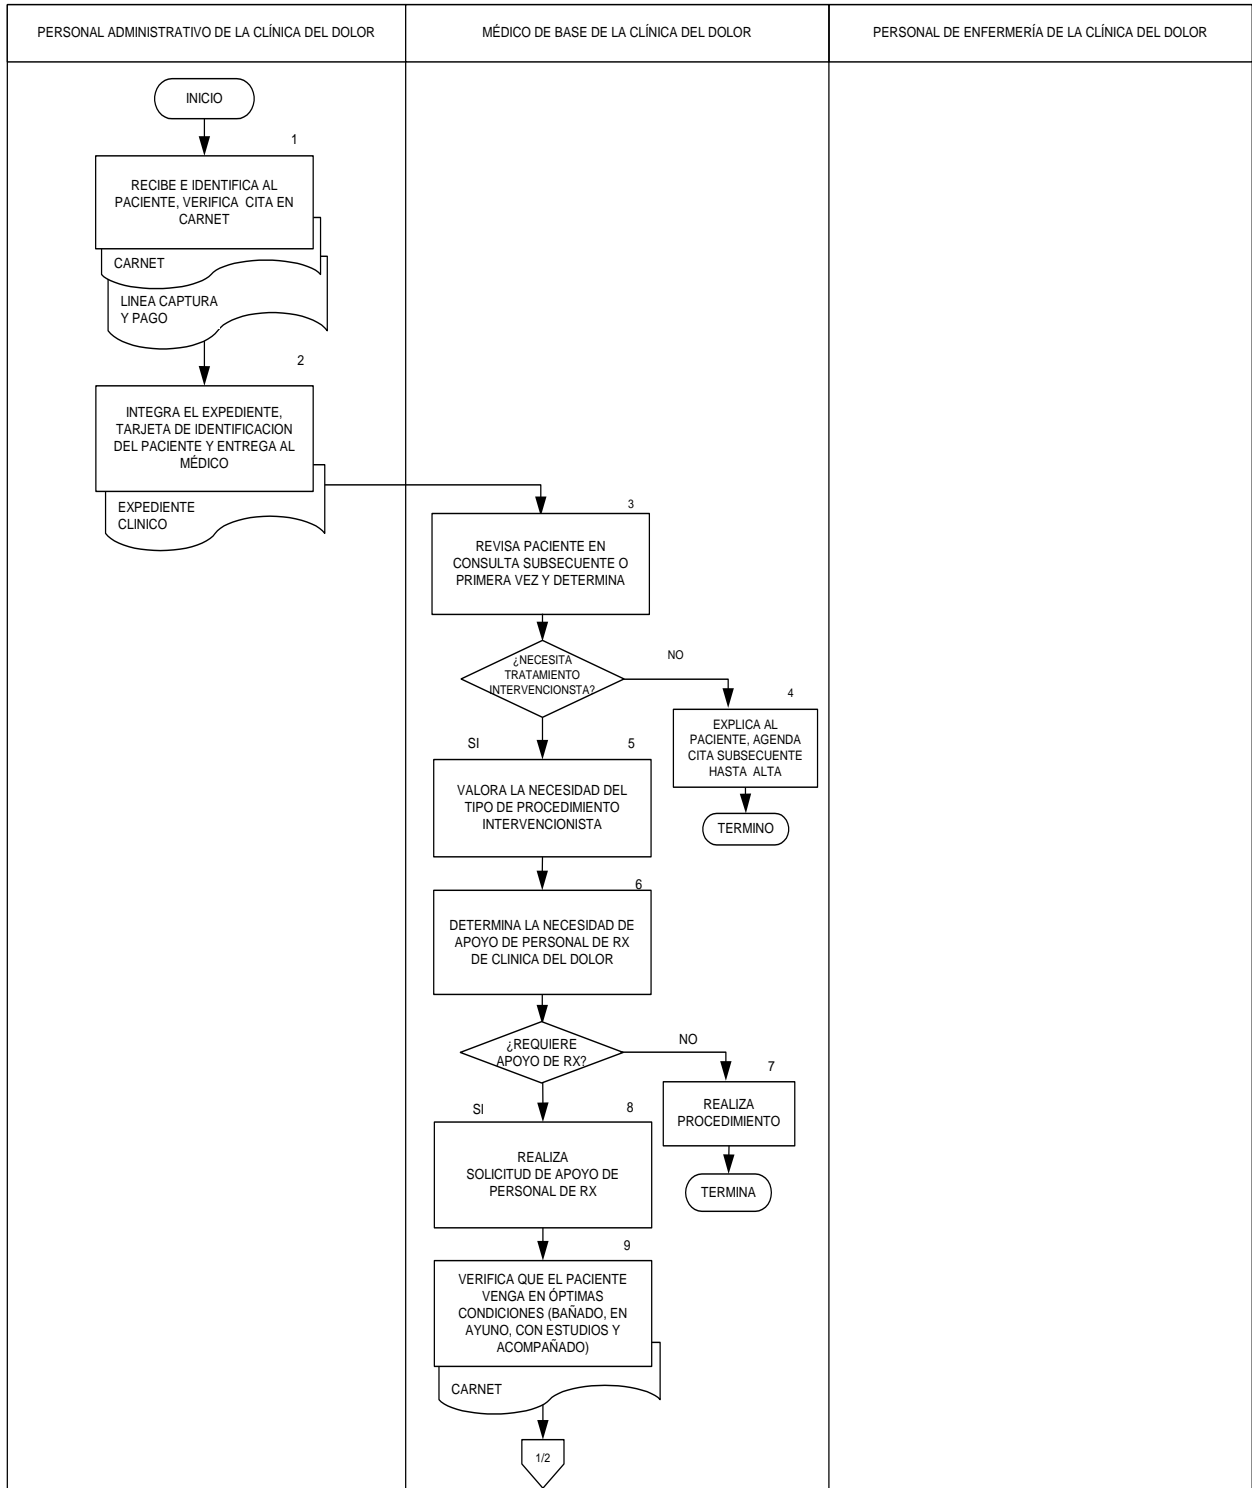 PERSONAL ADMINISTRATIVO DE LA CLÍNICA DEL DOLOR
MÉDICO DE BASE DE LA CLÍNICA DEL DOLOR
PERSONAL DE ENFERMERÍA DE LA CLÍNICA DEL DOLOR
INICIO
1
RECIBE E IDENTIFICA AL
PACIENTE, VERIFICA CITA EN
CARNET
CARNET
LINEA CAPTURA
Y PAGO
2
INTEGRA EL EXPEDIENTE,
TARJETA DE IDENTIFICACION
DEL PACIENTE Y ENTREGA AL
MÉDICO
EXPEDIENTE
CLINICO
3
REVISA PACIENTE EN
CONSULTA SUBSECUENTE O
PRIMERA VEZ Y DETERMINA
¿NECESITA
TRATAMIENTO
INTERVENCIONSTA?
NO
4
EXPLICA AL
PACIENTE, AGENDA
CITA SUBSECUENTE
HASTA ALTA
TERMINO
SI
5
VALORA LA NECESIDAD DEL
TIPO DE PROCEDIMIENTO
INTERVENCIONISTA
6
DETERMINA LA NECESIDAD DE
APOYO DE PERSONAL DE RX
DE CLINICA DEL DOLOR
¿REQUIERE
APOYO DE RX?
NO
7
REALIZA
PROCEDIMIENTO
TERMINA
SI
8
REALIZA
SOLICITUD DE APOYO DE
PERSONAL DE RX
9
VERIFICA QUE EL PACIENTE
VENGA EN ÓPTIMAS
CONDICIONES (BAÑADO, EN
AYUNO, CON ESTUDIOS Y
ACOMPAÑADO)
CARNET
1/2